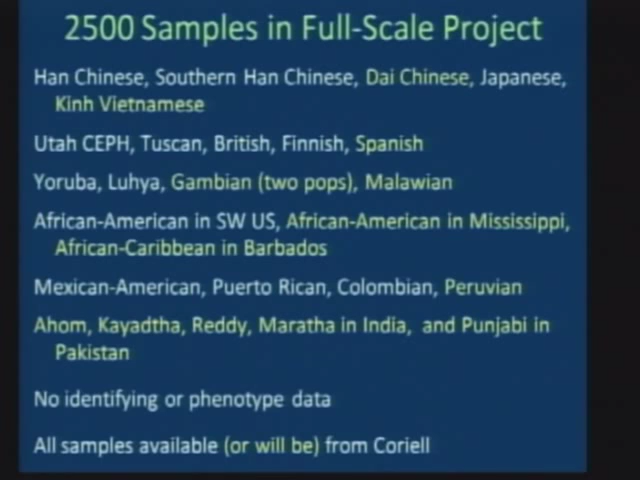 2500 Samples in Full-Scale Project
Han Chinese, Southern Han Chinese, Dai Chinese, Japanese,
Kinh Vietnamese
Utah CEPH, Tuscan, British, Finnish, Spanish
Yoruba, Luhya, Gambian (two pops), Malawian
African-American in SW US, African-American in Mississippi,
African-Caribbean in Barbados
Mexican-American, Puerto Rican, Colombian, Peruvian
Ahom, Kayadtha, Reddy, Maratha in India, and Punjabi in
Pakistan
No identifying or phenotype data
All samples available (or will be) from Coriell